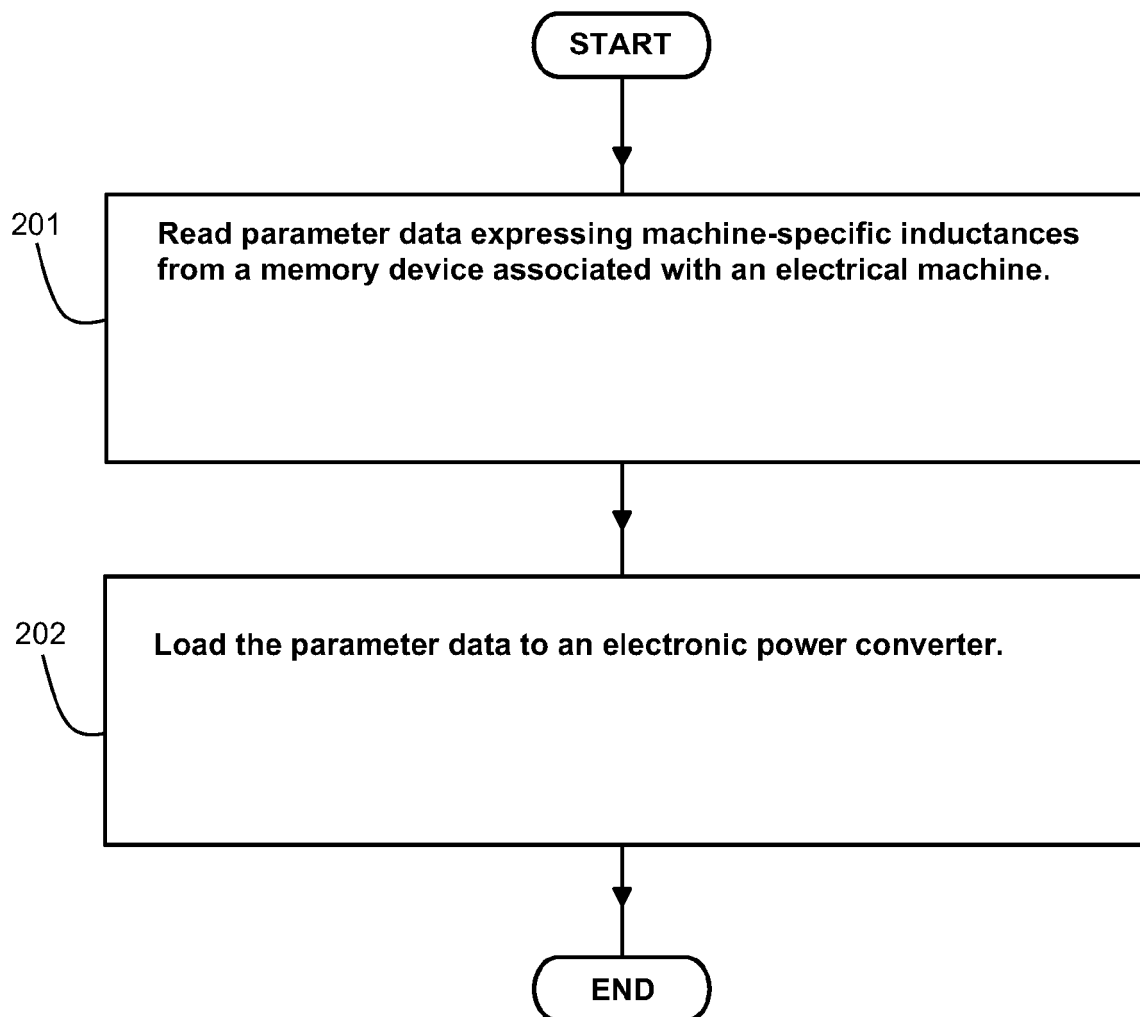 START
201
Read parameter data expressing machine-specific inductances
from a memory device associated with an electrical machine.
202
Load the parameter data to an electronic power converter.
END